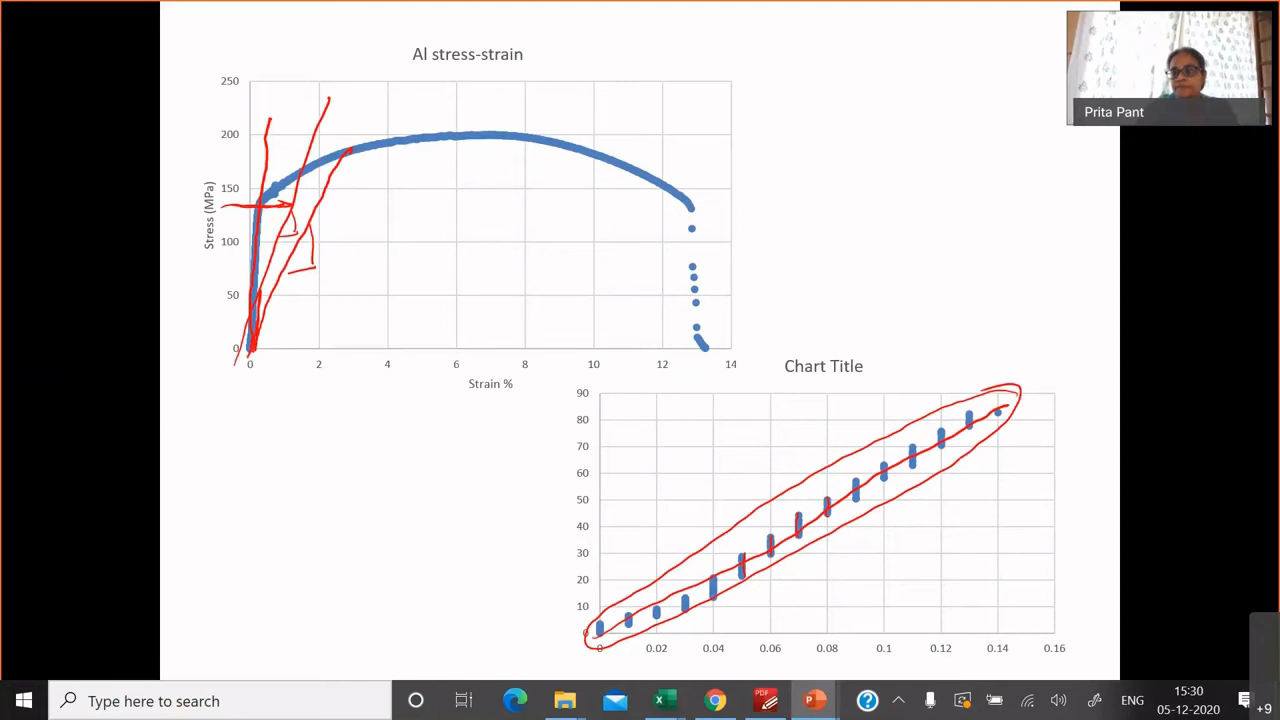 Al stress-strain
250
200
150
100
50
0
Stress (MPa)
0 2 4 6 8 10 12 14
Strain %
Chart Title
90
80
70
60
50
40
30
20
10
0
0 0.02 0.04 0.06 0.08 0.1 0.12 0.14 0.16
Prita Pant
Type here to search
PDF
ENG
15:30
05-12-2020
+9